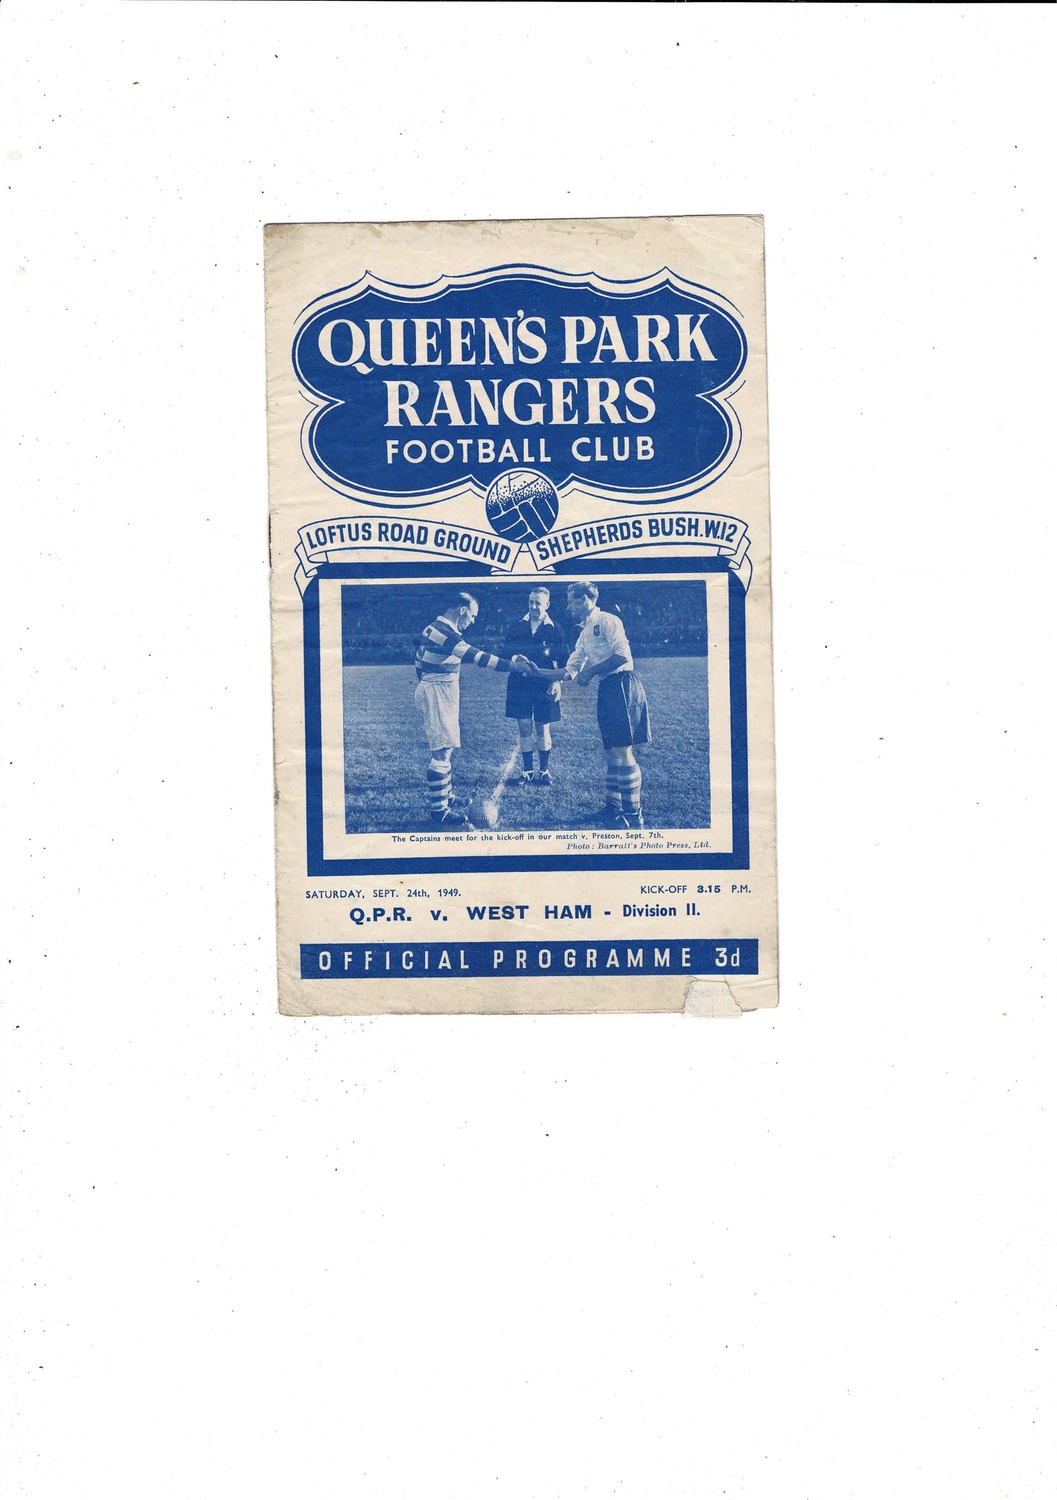 QUEEN'S PARK
RANGERS
FOOTBALL CLUB
LOFTUS ROAD GROUND SHEPHERDS BUSH.W.12
The Captains meet for the kick-off in our match v. Preston, Sept. 7th.
Photo: Barratt's Photo Press, Ltd.
SATURDAY, SEPT. 24th, 1949. KICK-OFF 3.15 P.M.
Q.P.R. v. WEST HAM - Division II.
OFFICIAL PROGRAMME 3d